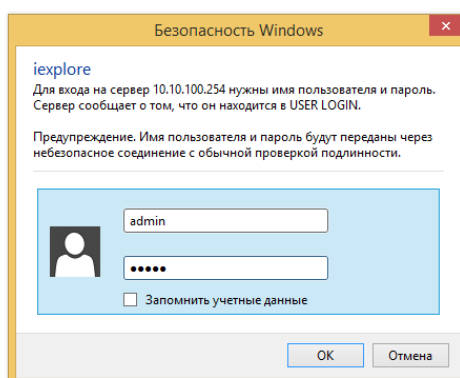 Безопасность Windows
iexplore
Для входа на сервер 10.10.100.254 нужны имя пользователя и пароль.
Сервер сообщает о том, что он находится в USER LOGIN.
Предупреждение. Имя пользователя и пароль будут переданы через
небезопасное соединение с обычной проверкой подлинности.
admin
•••••
Запомнить учетные данные
ОК
Отмена